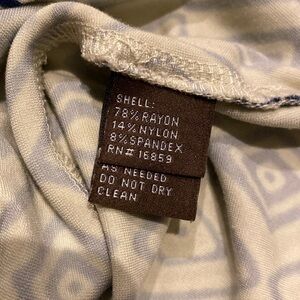 SHELL:
78% RAYON
14% NYLON
8% SPANDEX
RN# 16859
AS NEEDED
DO NOT DRY
CLEAN